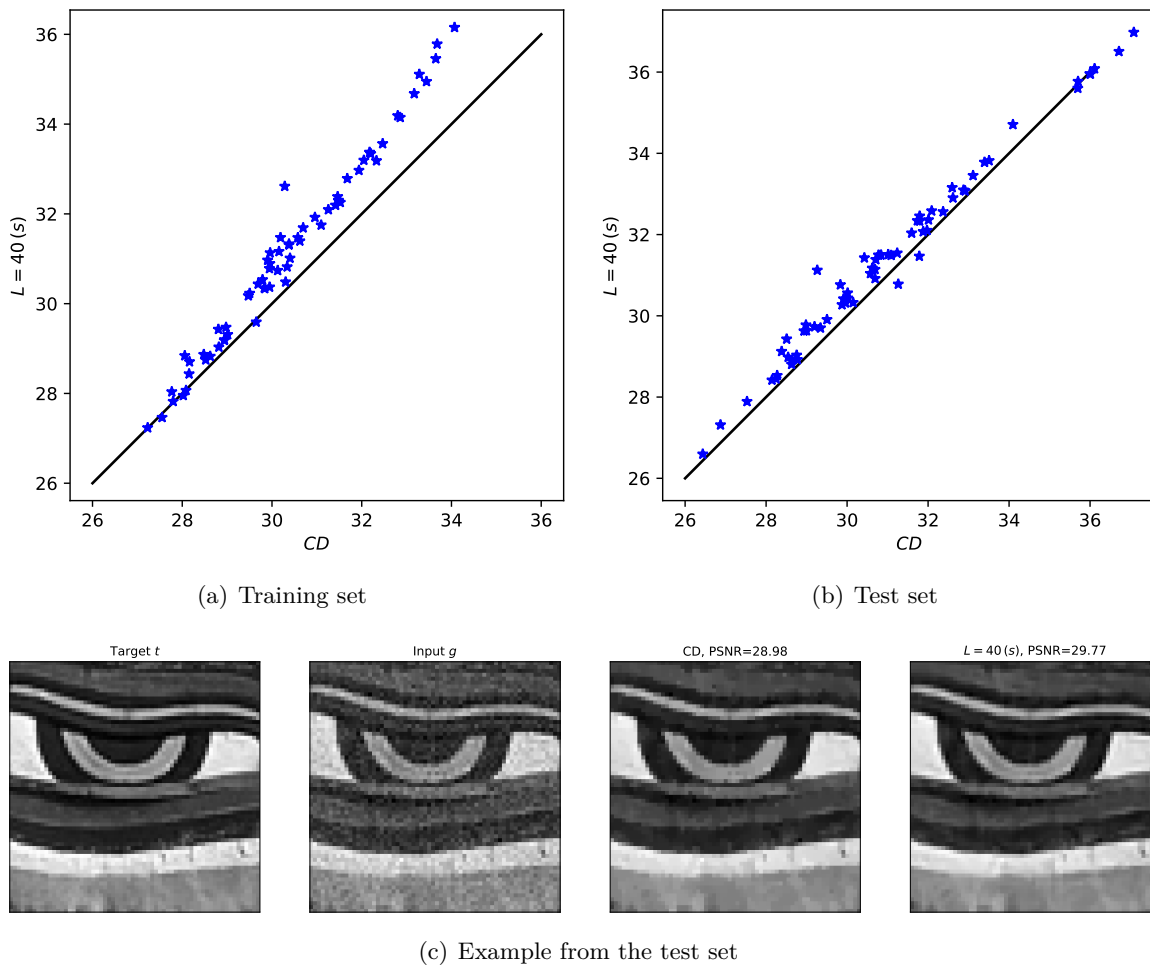 36
34
32
30
28
26
L = 40 (s)
26 28 30 32 34 36
CD
36
34
32
30
28
26
L = 40 (s)
26 28 30 32 34 36
CD
(a) Training set
(b) Test set
Target t
Input g
CD, PSNR=28.98
L = 40 (s), PSNR=29.77
(c) Example from the test set